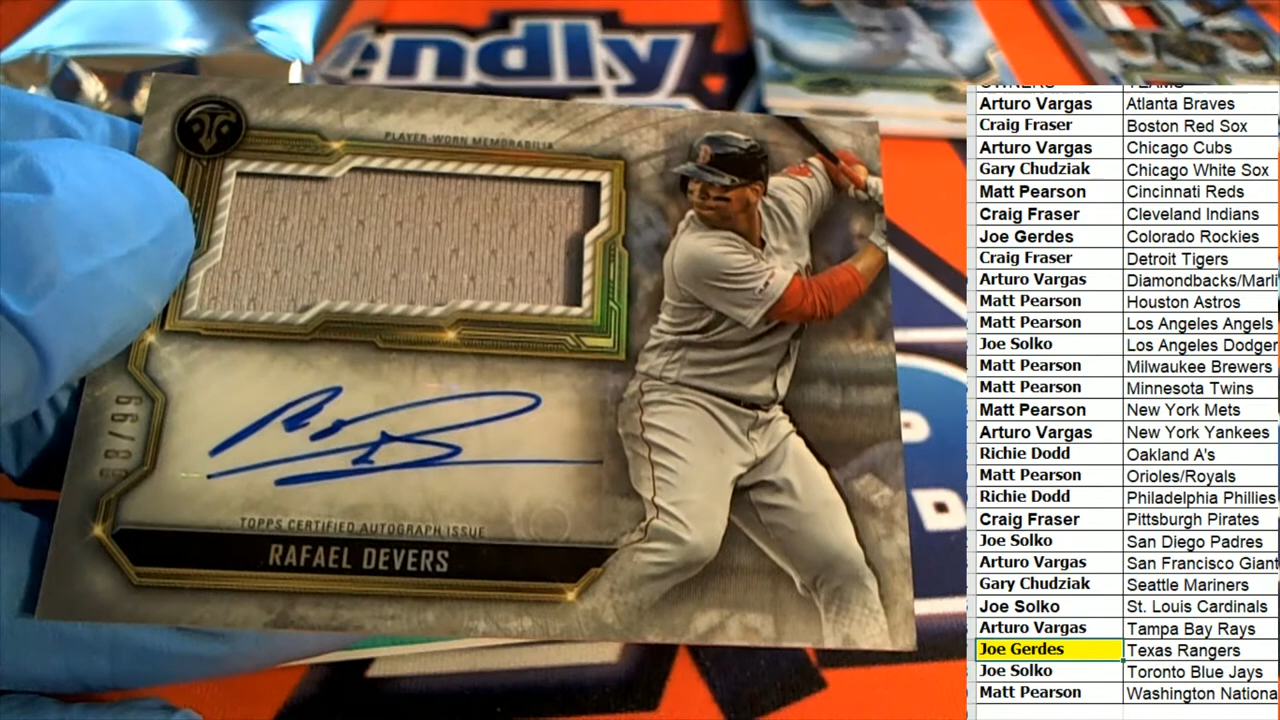 endly
PLAYER-WORN MEMORABILIA
68/99
TOPPS CERTIFIED AUTOGRAPH ISSUE
RAFAEL DEVERS
OWNERS TEAMS
Arturo Vargas Atlanta Braves
Craig Fraser Boston Red Sox
Arturo Vargas Chicago Cubs
Gary Chudziak Chicago White Sox
Matt Pearson Cincinnati Reds
Craig Fraser Cleveland Indians
Joe Gerdes Colorado Rockies
Craig Fraser Detroit Tigers
Arturo Vargas Diamondbacks/Marli
Matt Pearson Houston Astros
Matt Pearson Los Angeles Angels
Joe Solko Los Angeles Dodger
Matt Pearson Milwaukee Brewers
Matt Pearson Minnesota Twins
Matt Pearson New York Mets
Arturo Vargas New York Yankees
Richie Dodd Oakland A's
Matt Pearson Orioles/Royals
Richie Dodd Philadelphia Phillies
Craig Fraser Pittsburgh Pirates
Joe Solko San Diego Padres
Arturo Vargas San Francisco Giant
Gary Chudziak Seattle Mariners
Joe Solko St. Louis Cardinals
Arturo Vargas Tampa Bay Rays
Joe Gerdes Texas Rangers
Joe Solko Toronto Blue Jays
Matt Pearson Washington Nationa